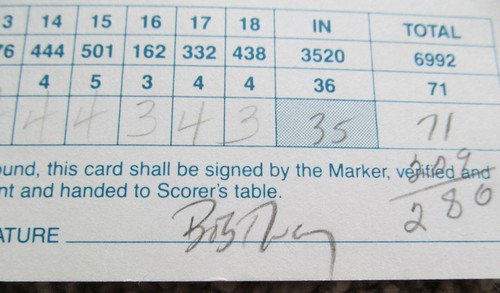 3 14 15 16 17 18 IN TOTAL
76 444 501 162 332 438 3520 6992
4 5 3 4 4 36 71
4 4 4 3 4 3 35 71
ound, this card shall be signed by the Marker, verified and
209
nt and handed to Scorer's table.
280
ATURE